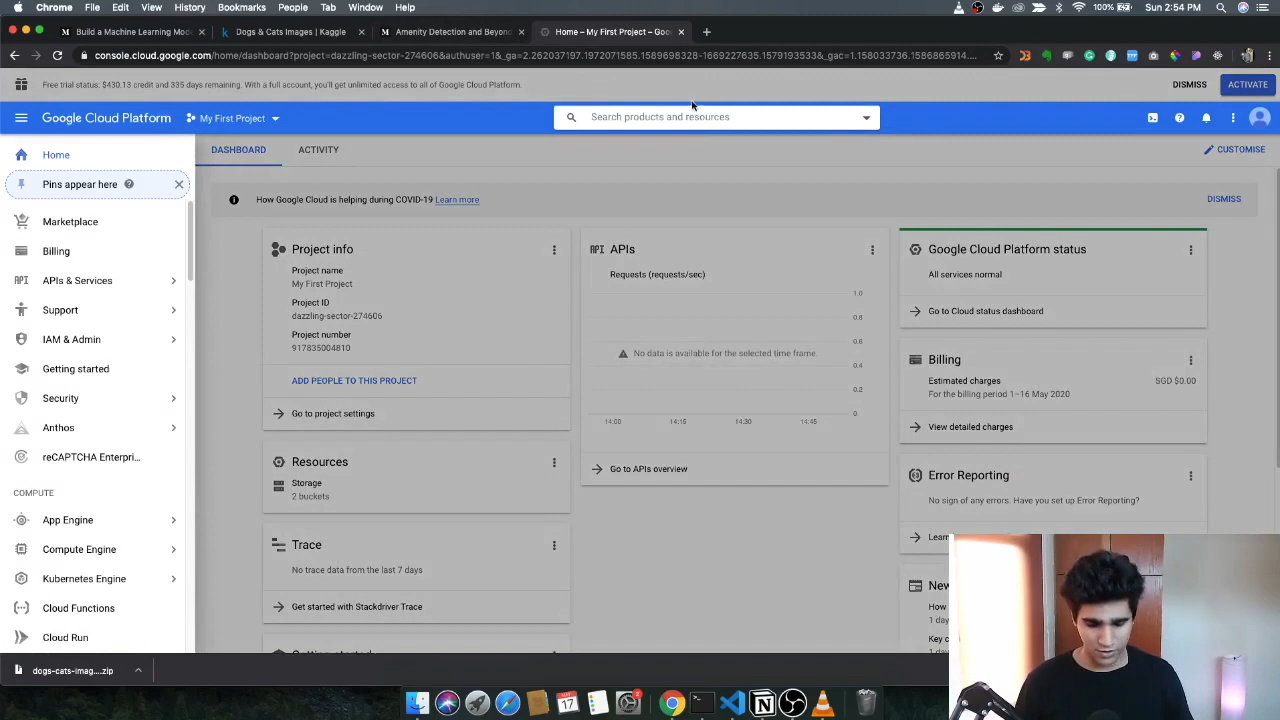 Chrome File Edit View History Bookmarks People Tab Window Help
100% Sun 2:54 PM
Build a Machine Learning Mod
Dogs & Cats Images | Kaggle
Amenity Detection and Beyond
Home – My First Project – Goo
console.cloud.google.com/home/dashboard?project=dazzling-sector-274606&authuser=1&_ga=2.262037197.1972071585.1589698328-1669227635.1579193533&_gac=1.158033736.1586865914....
Free trial status: $430.13 credit and 335 days remaining. With a full account, you'll get unlimited access to all of Google Cloud Platform.
DISMISS
ACTIVATE
Google Cloud Platform
My First Project
Search products and resources
Home
Pins appear here
Marketplace
Billing
APIs & Services
Support
IAM & Admin
Getting started
Security
Anthos
reCAPTCHA Enterpri...
COMPUTE
App Engine
Compute Engine
Kubernetes Engine
Cloud Functions
Cloud Run
DASHBOARD
ACTIVITY
CUSTOMISE
How Google Cloud is helping during COVID-19 Learn more
DISMISS
Project info
Project name
My First Project
Project ID
dazzling-sector-274606
Project number
917835004810
ADD PEOPLE TO THIS PROJECT
Go to project settings
Resources
Storage
2 buckets
Trace
No trace data from the last 7 days
Get started with Stackdriver Trace
API APIs
Requests (requests/sec)
1.0
0.8
0.6
No data is available for the selected time frame.
0.4
0.2
0
14:00 14:15 14:30 14:45
Go to APIs overview
Google Cloud Platform status
All services normal
Go to Cloud status dashboard
Billing
Estimated charges
SGD $0.00
For the billing period 1–16 May 2020
View detailed charges
Error Reporting
No sign of any errors. Have you set up Error Reporting?
Learn
New
How
1 day
Key c
1 day
dogs-cats-imag....zip
17
2